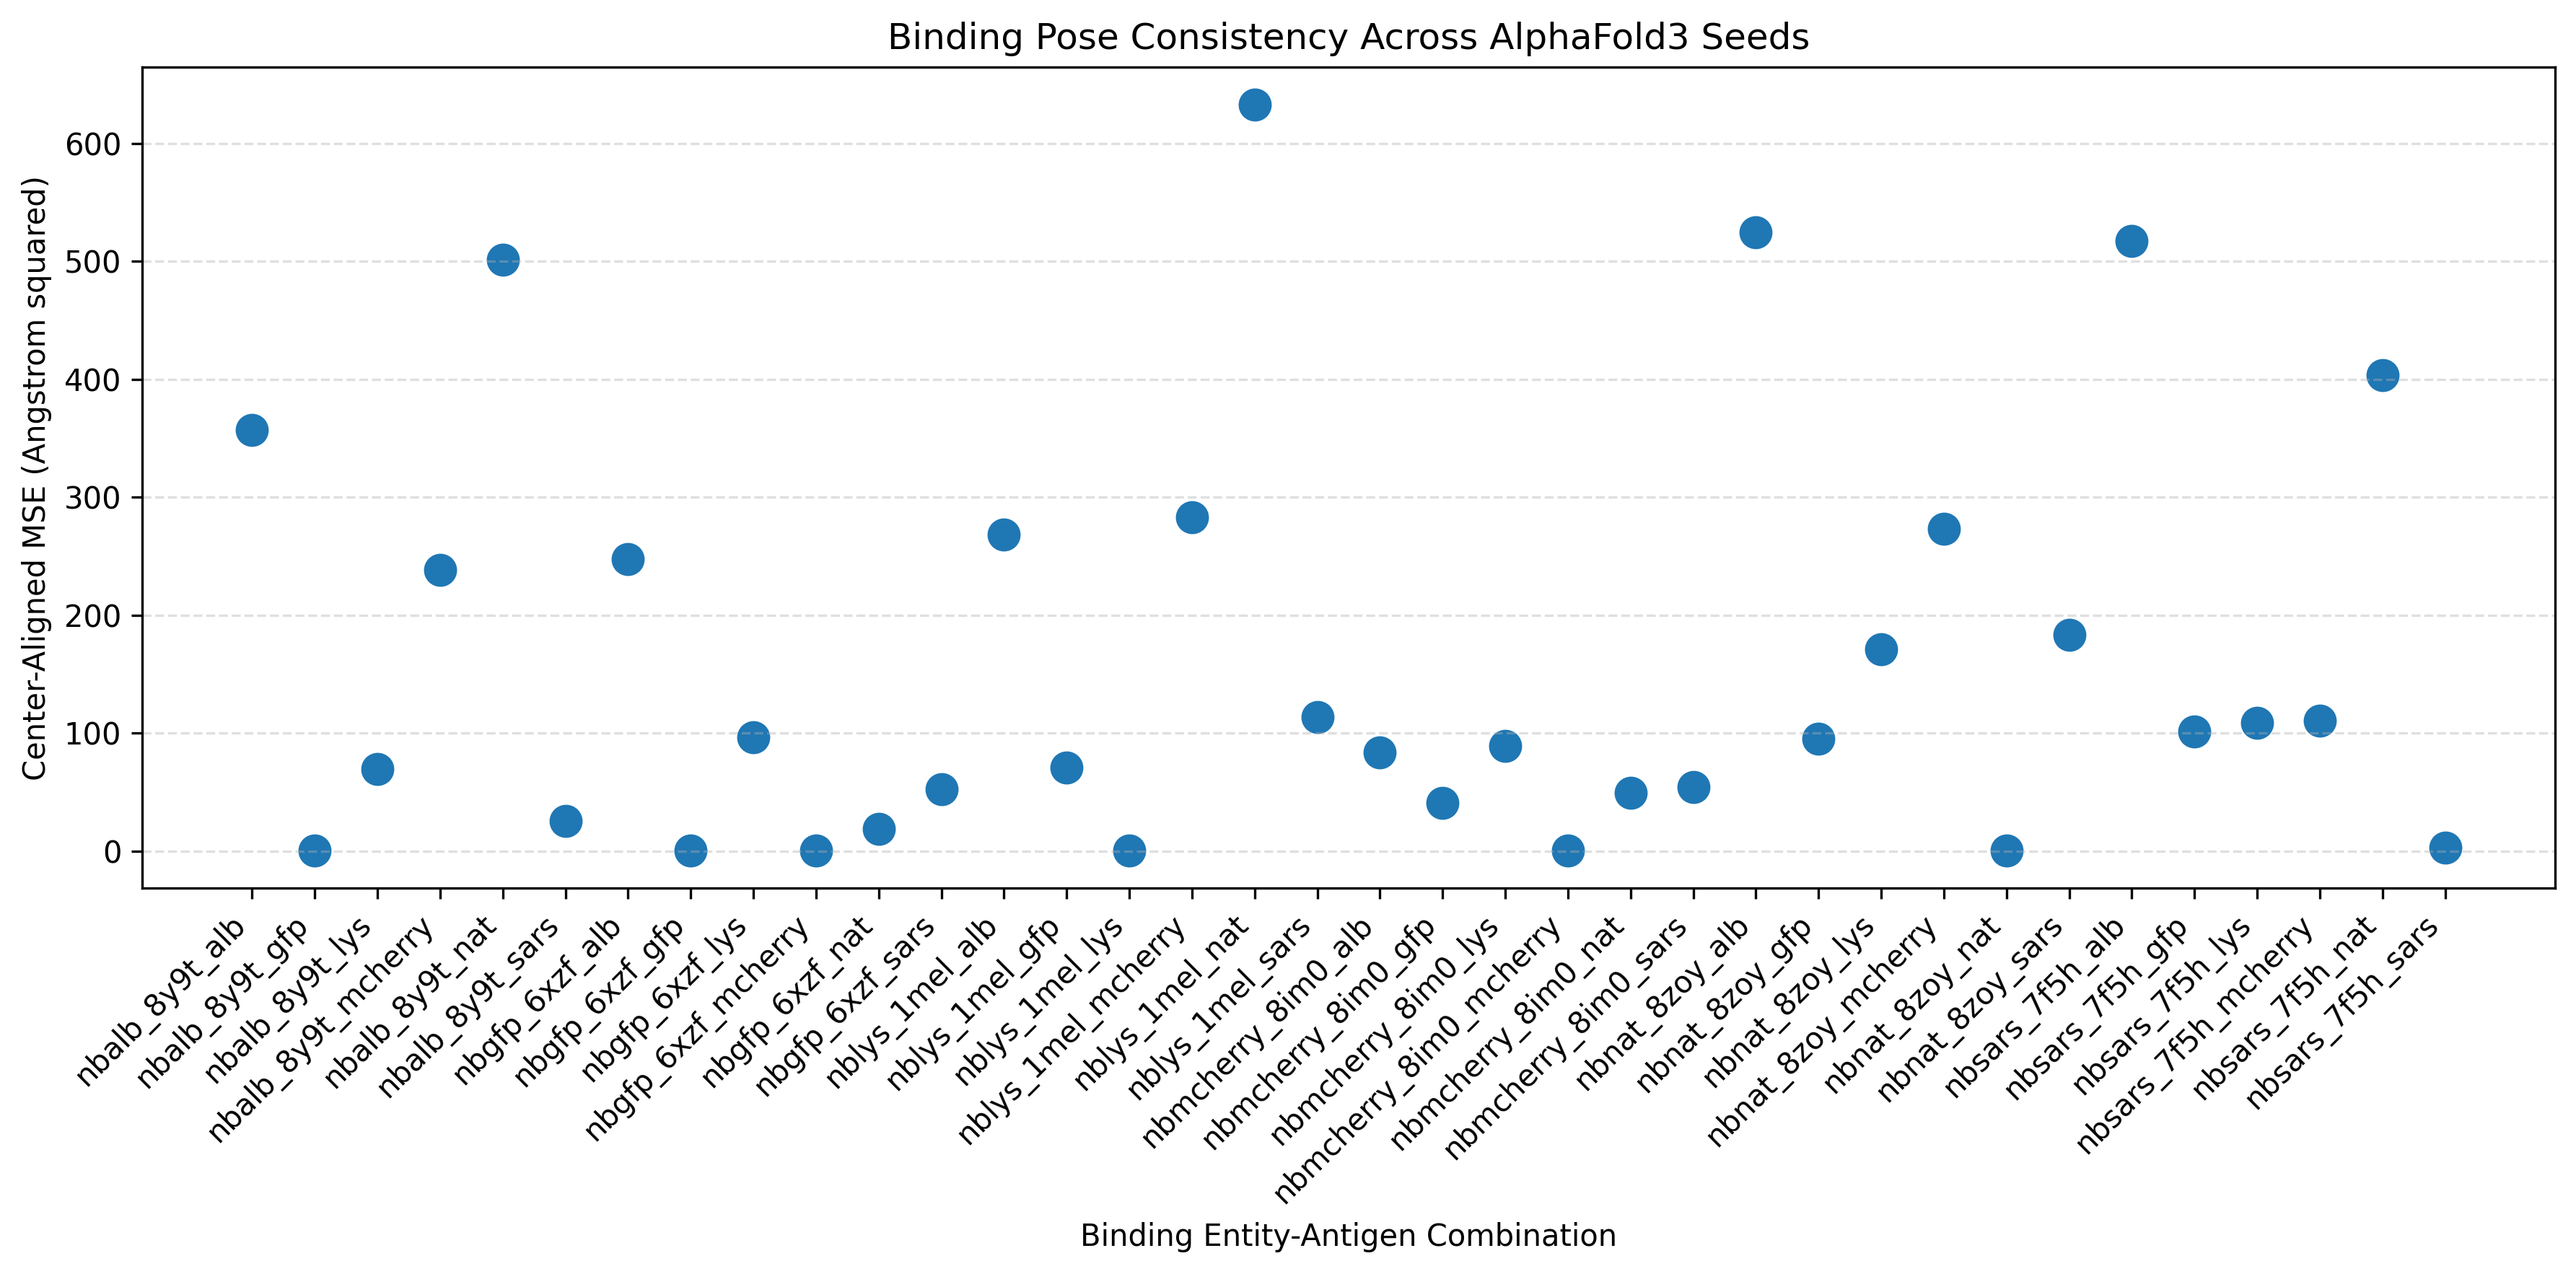 Binding Pose Consistency Across AlphaFold3 Seeds
Center-Aligned MSE (Angstrom squared)
600
500
400
300
200
100
0
nbalb_8y9t_alb
nbalb_8y9t_gfp
nbalb_8y9t_lys
nbalb_8y9t_mcherry
nbalb_8y9t_nat
nbalb_8y9t_sars
nbgfp_6xzf_alb
nbgfp_6xzf_gfp
nbgfp_6xzf_lys
nbgfp_6xzf_mcherry
nbgfp_6xzf_nat
nbgfp_6xzf_sars
nblys_1mel_alb
nblys_1mel_gfp
nblys_1mel_lys
nblys_1mel_mcherry
nblys_1mel_nat
nblys_1mel_sars
nbmcherry_8im0_alb
nbmcherry_8im0_gfp
nbmcherry_8im0_lys
nbmcherry_8im0_mcherry
nbmcherry_8im0_nat
nbmcherry_8im0_sars
nbnat_8zoy_alb
nbnat_8zoy_gfp
nbnat_8zoy_lys
nbnat_8zoy_mcherry
nbnat_8zoy_nat
nbnat_8zoy_sars
nbsars_7f5h_alb
nbsars_7f5h_gfp
nbsars_7f5h_lys
nbsars_7f5h_mcherry
nbsars_7f5h_nat
nbsars_7f5h_sars
Binding Entity-Antigen Combination